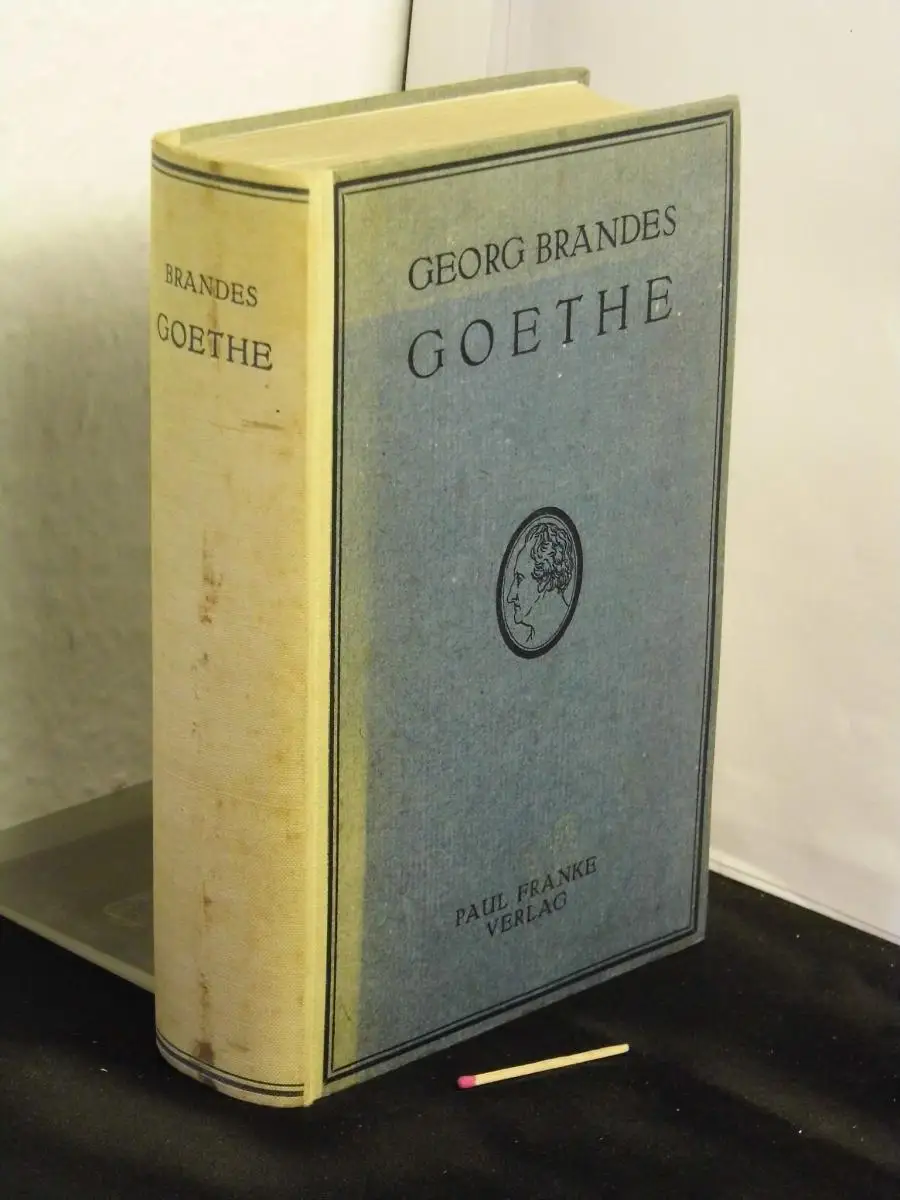 BRANDES
GOETHE
GEORG BRANDES
GOETHE
PAUL FRANKE
VERLAG